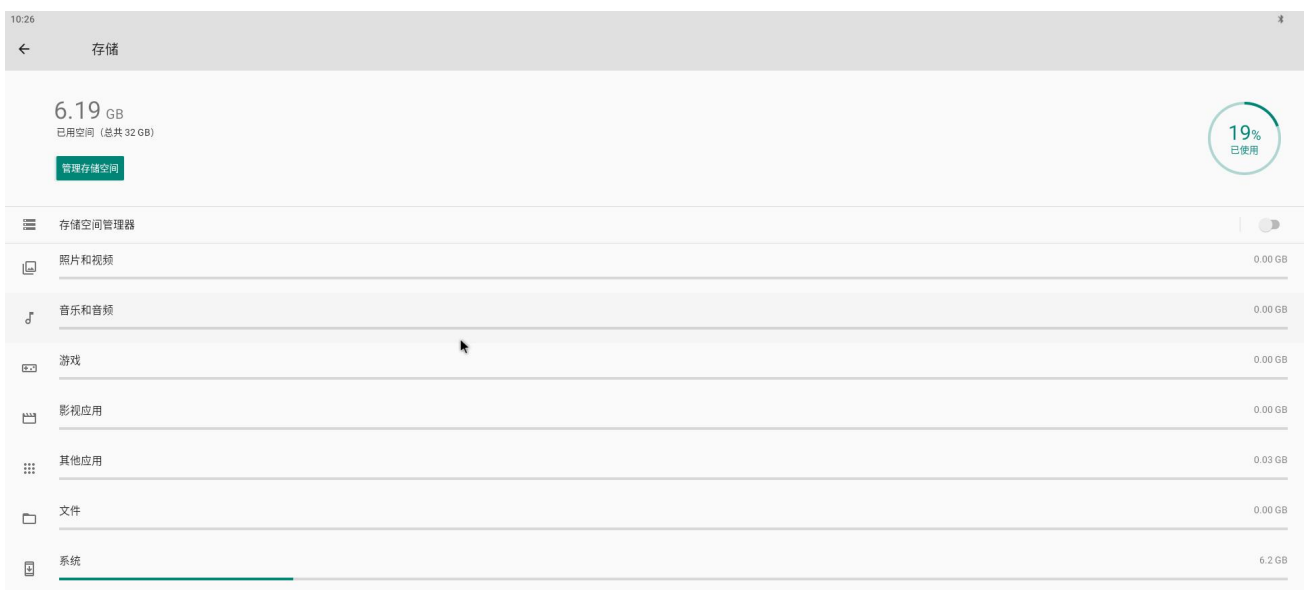 10:26
存储
6.19 GB
已用空间（总共 32 GB）
管理存储空间
19%
已使用
存储空间管理器
照片和视频 0.00 GB
音乐和音频 0.00 GB
游戏 0.00 GB
影视应用 0.00 GB
其他应用 0.03 GB
文件 0.00 GB
系统 6.2 GB